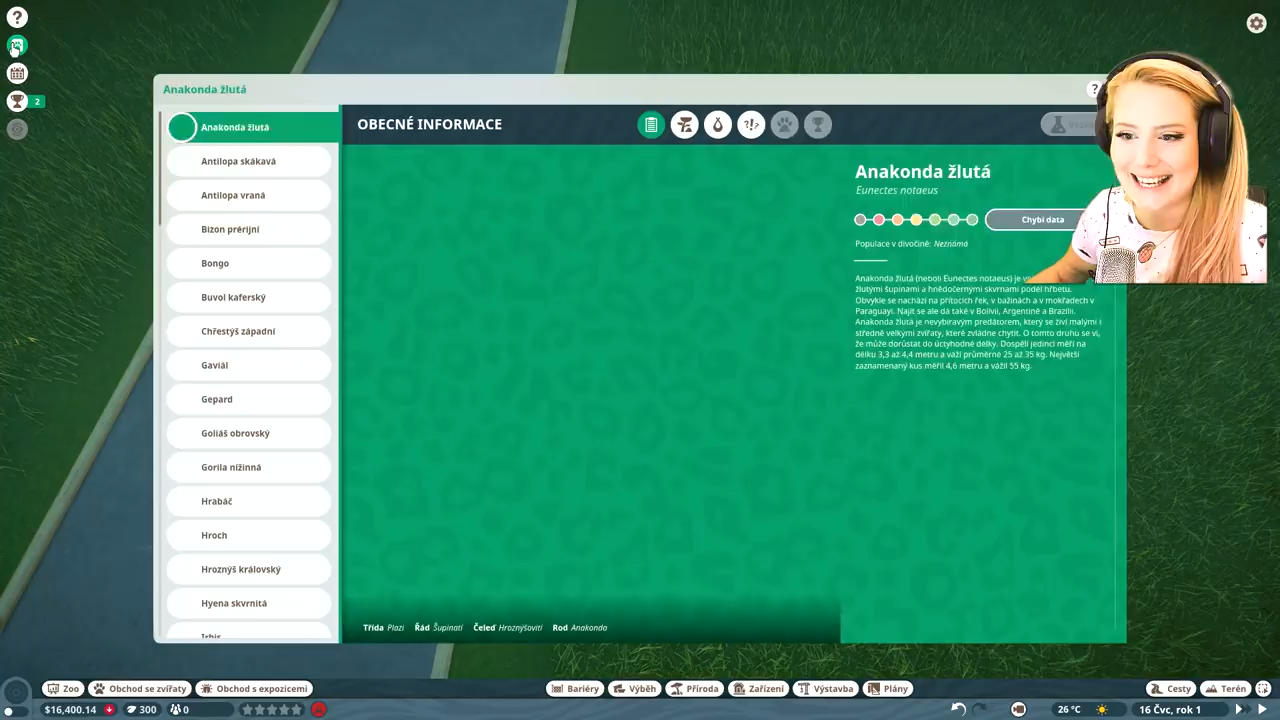 Anakonda žlutá
?
?
2
Anakonda žlutá
Antilopa skákavá
Antilopa vraná
Bizon prérijní
Bongo
Buvol kaferský
Chřestýš západní
Gaviál
Gepard
Goliáš obrovský
Gorila nížinná
Hrabáč
Hroch
Hroznýš královský
Hyena skvrnitá
Irbis
OBECNÉ INFORMACE
Anakonda žlutá
Eunectes notaeus
Chybí data
Populace v divočině: Neznámá
Anakonda žlutá (neboli Eunectes notaeus) je
žlutými šupinami a hnědočernými skvrnami podél hřbetu.
Obvykle se nachází na přítocích řek, v bažinách a v mokřadech v
Paraguayi. Najít se ale dá také v Bolívii, Argentině a Brazílii.
Anakonda žlutá je nevybíravým predátorem, který se živí malými i
středně velkými zvířaty, které zvládne chytit. O tomto druhu se ví,
že může dorůstat do úctyhodné délky. Dospělí jedinci měří na
délku 3,3 až 4,4 metru a váží průměrně 25 až 35 kg. Největší
zaznamenaný kus měřil 4,6 metru a vážil 55 kg.
Třída Plazi Řád Šupinatí Čeleď Hroznýšovití Rod Anakonda
Zoo Obchod se zvířaty Obchod s expozicemi Bariéry Výběh Příroda Zařízení Výstavba Plány Cesty Terén
$16,400.14 300 0 26 °C 16 Čvc, rok 1